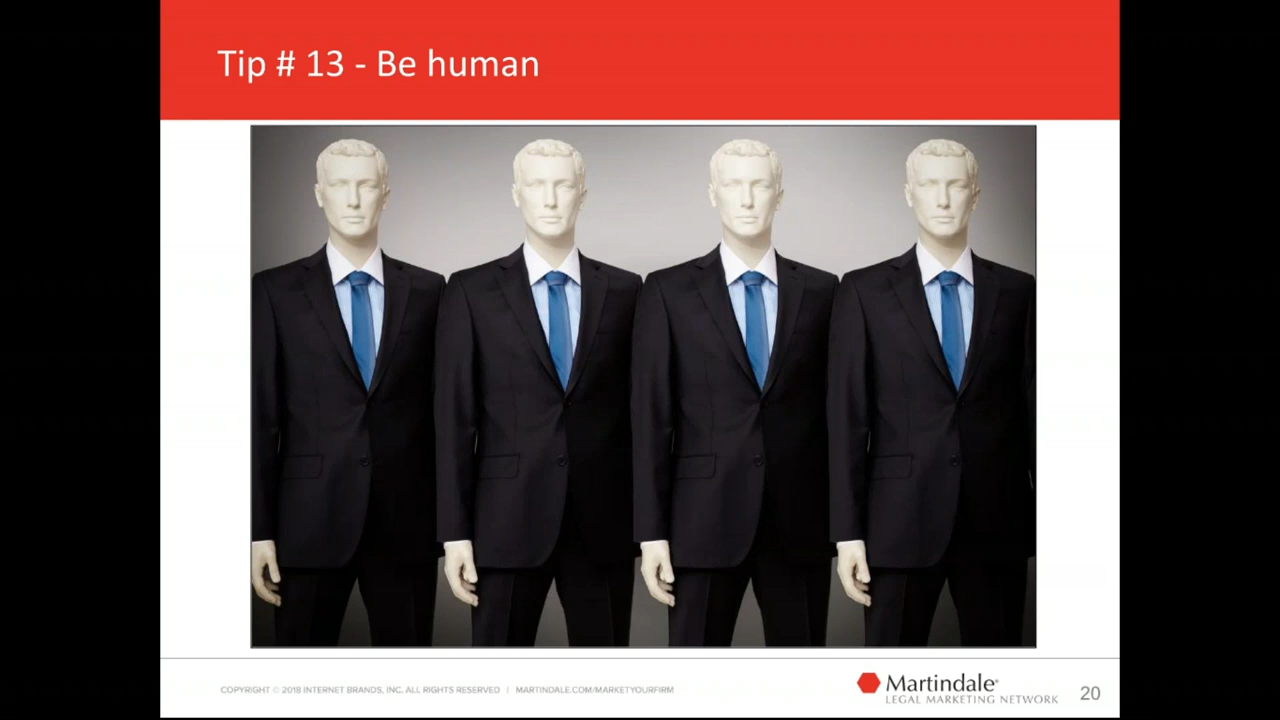 Tip # 13 - Be human
COPYRIGHT © 2018 INTERNET BRANDS, INC. ALL RIGHTS RESERVED | MARTINDALE.COM/MARKETYOURFIRM
Martindale®
LEGAL MARKETING NETWORK
20